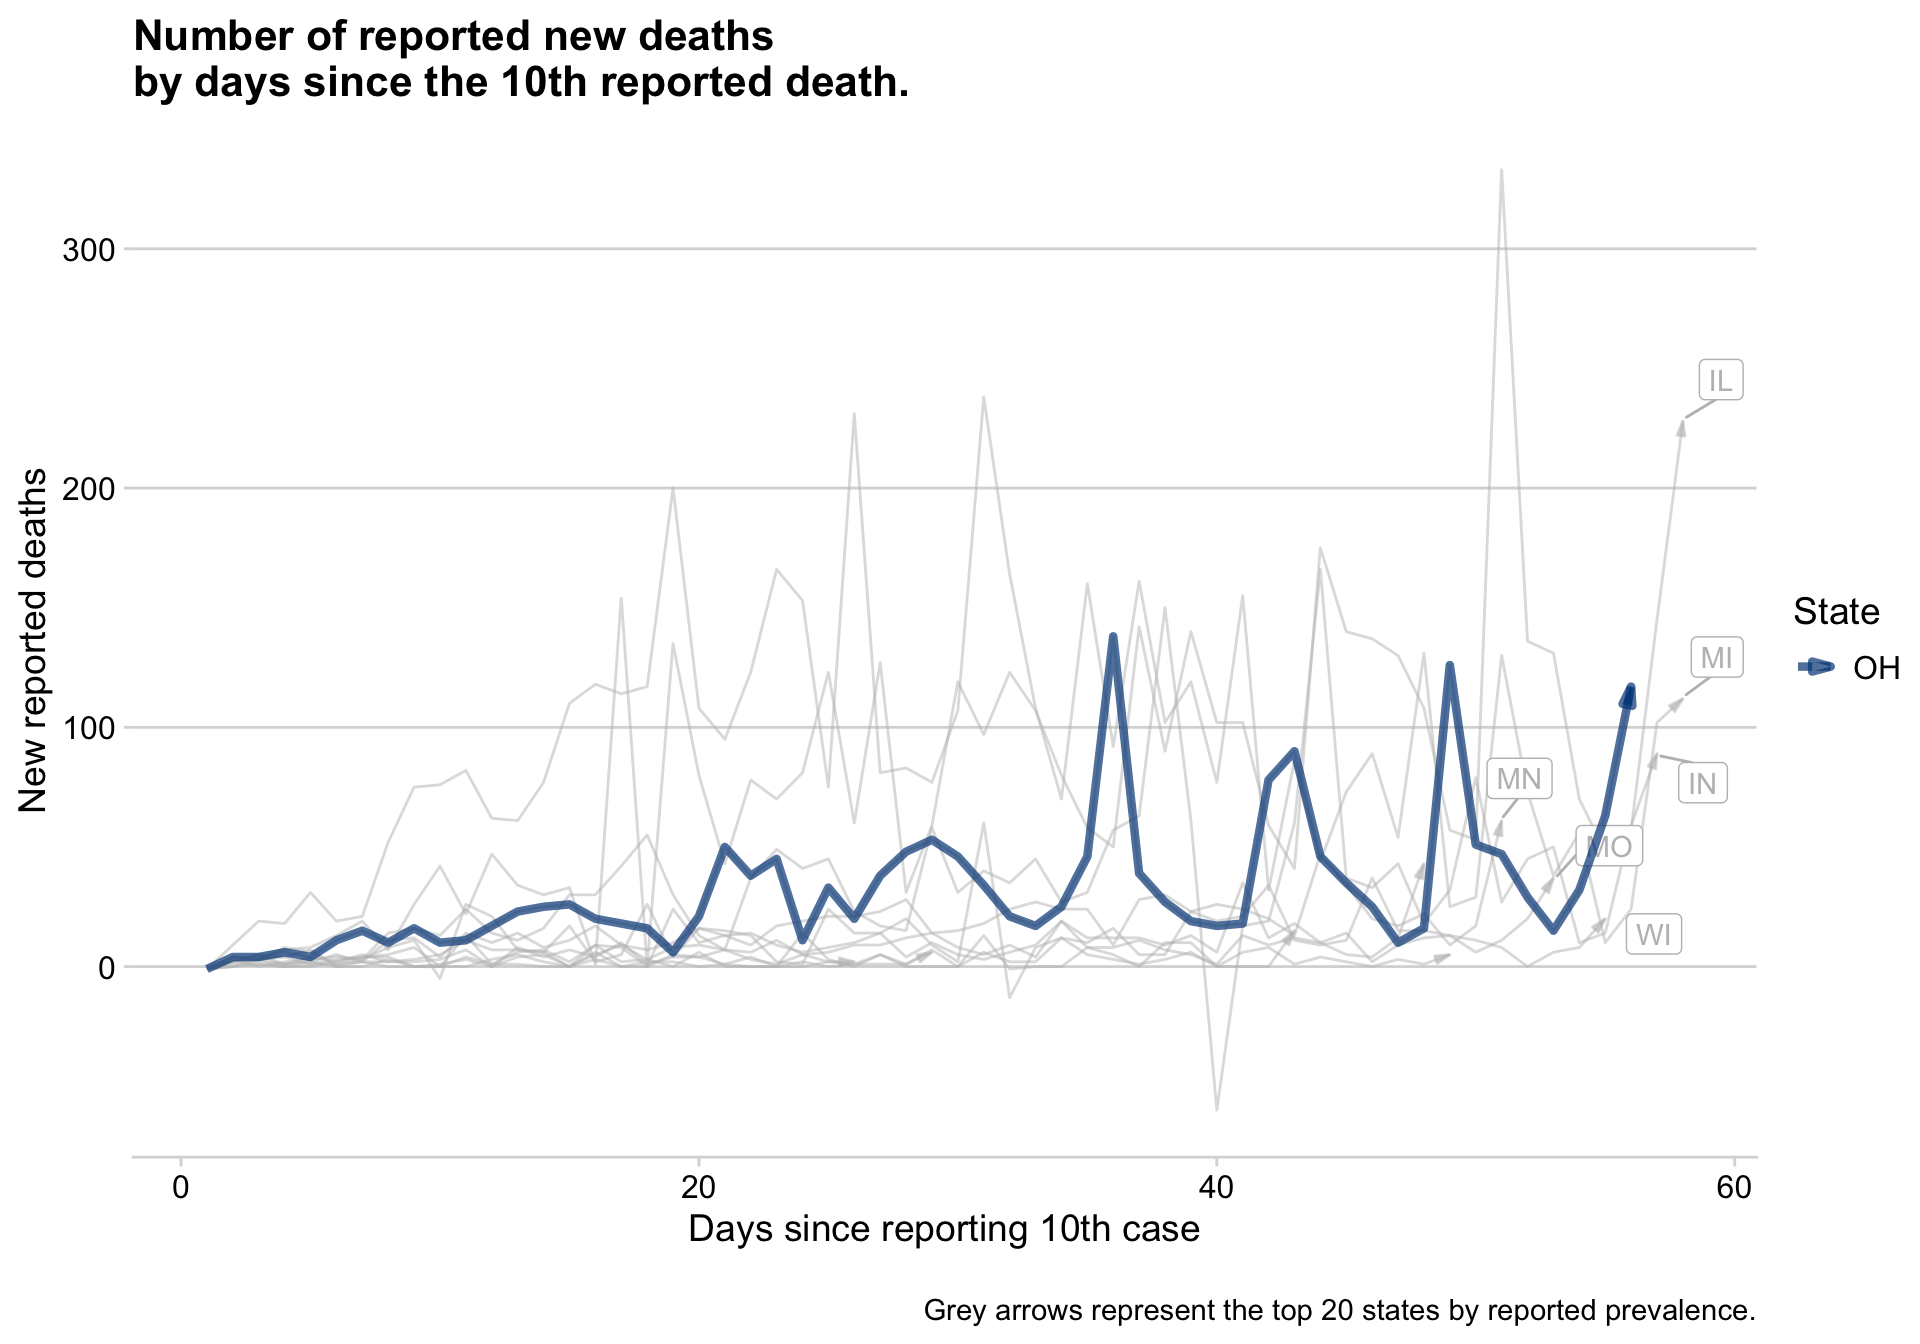 Number of reported new deaths
by days since the 10th reported death.
300
200
100
0
New reported deaths
IL
MI
MN
IN
MO
WI
State
OH
0
20
40
60
Days since reporting 10th case
Grey arrows represent the top 20 states by reported prevalence.